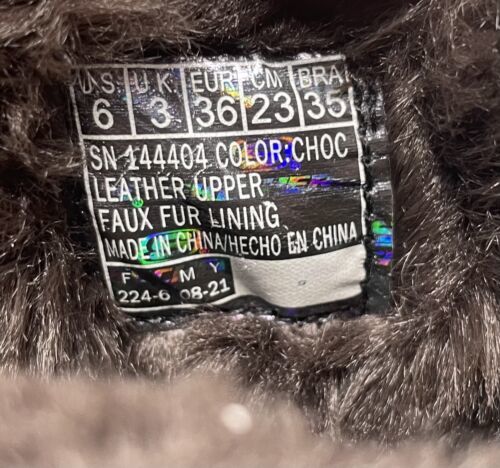 U.S. U.K. EUR CM BRA
6 3 36 23 35
SN 144404 COLOR:CHOC
LEATHER UPPER
FAUX FUR LINING
MADE IN CHINA/HECHO EN CHINA
F M Y
224-6 08-21